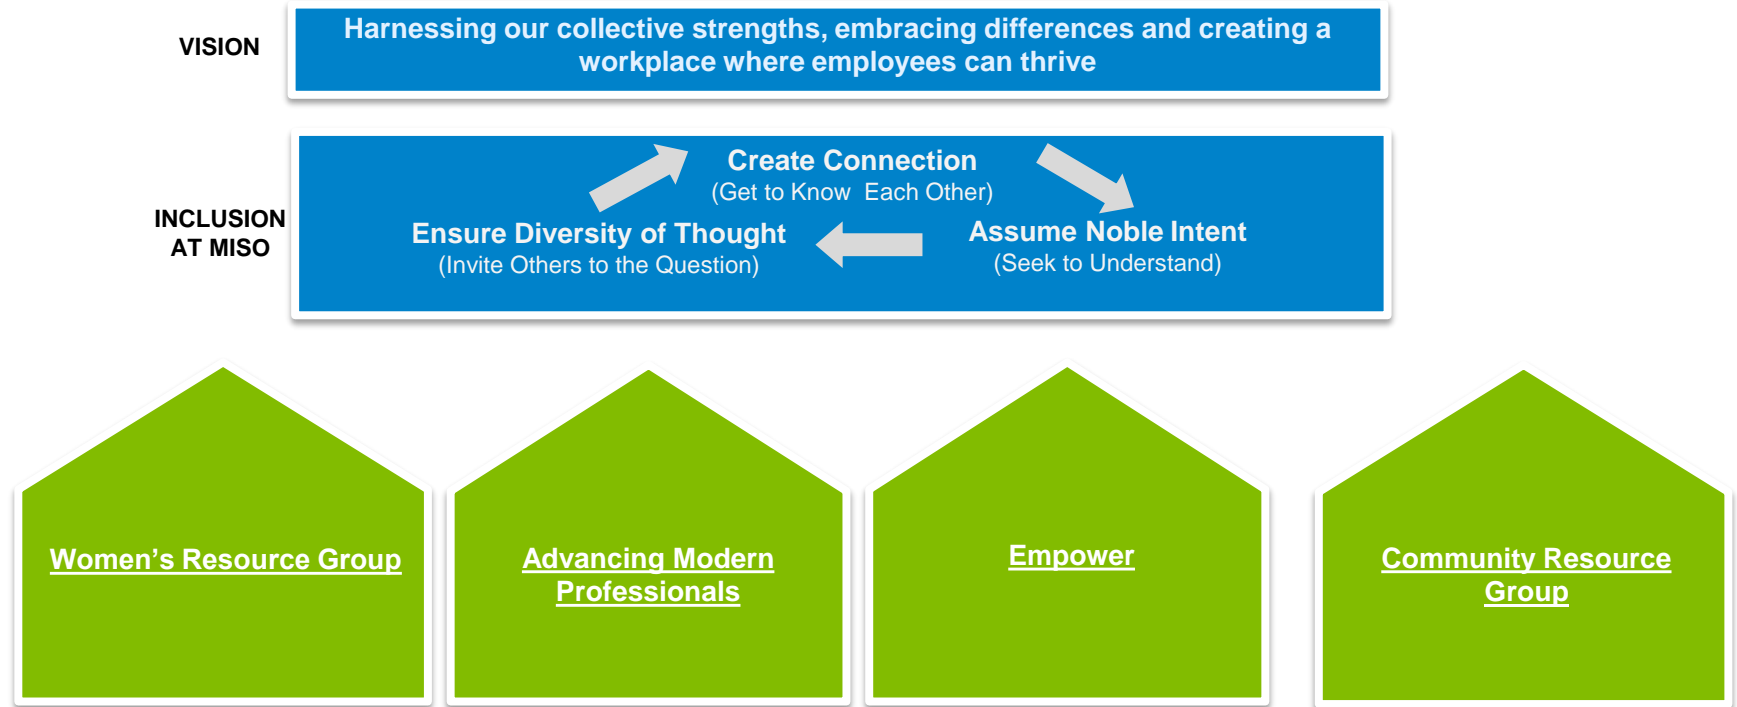 VISION
Harnessing our collective strengths, embracing differences and creating a
workplace where employees can thrive
INCLUSION
AT MISO
Create Connection
(Get to Know  Each Other)
Ensure Diversity of Thought
(Invite Others to the Question)
Assume Noble Intent
(Seek to Understand)
Women’s Resource Group
Advancing Modern
Professionals
Empower
Community Resource
Group